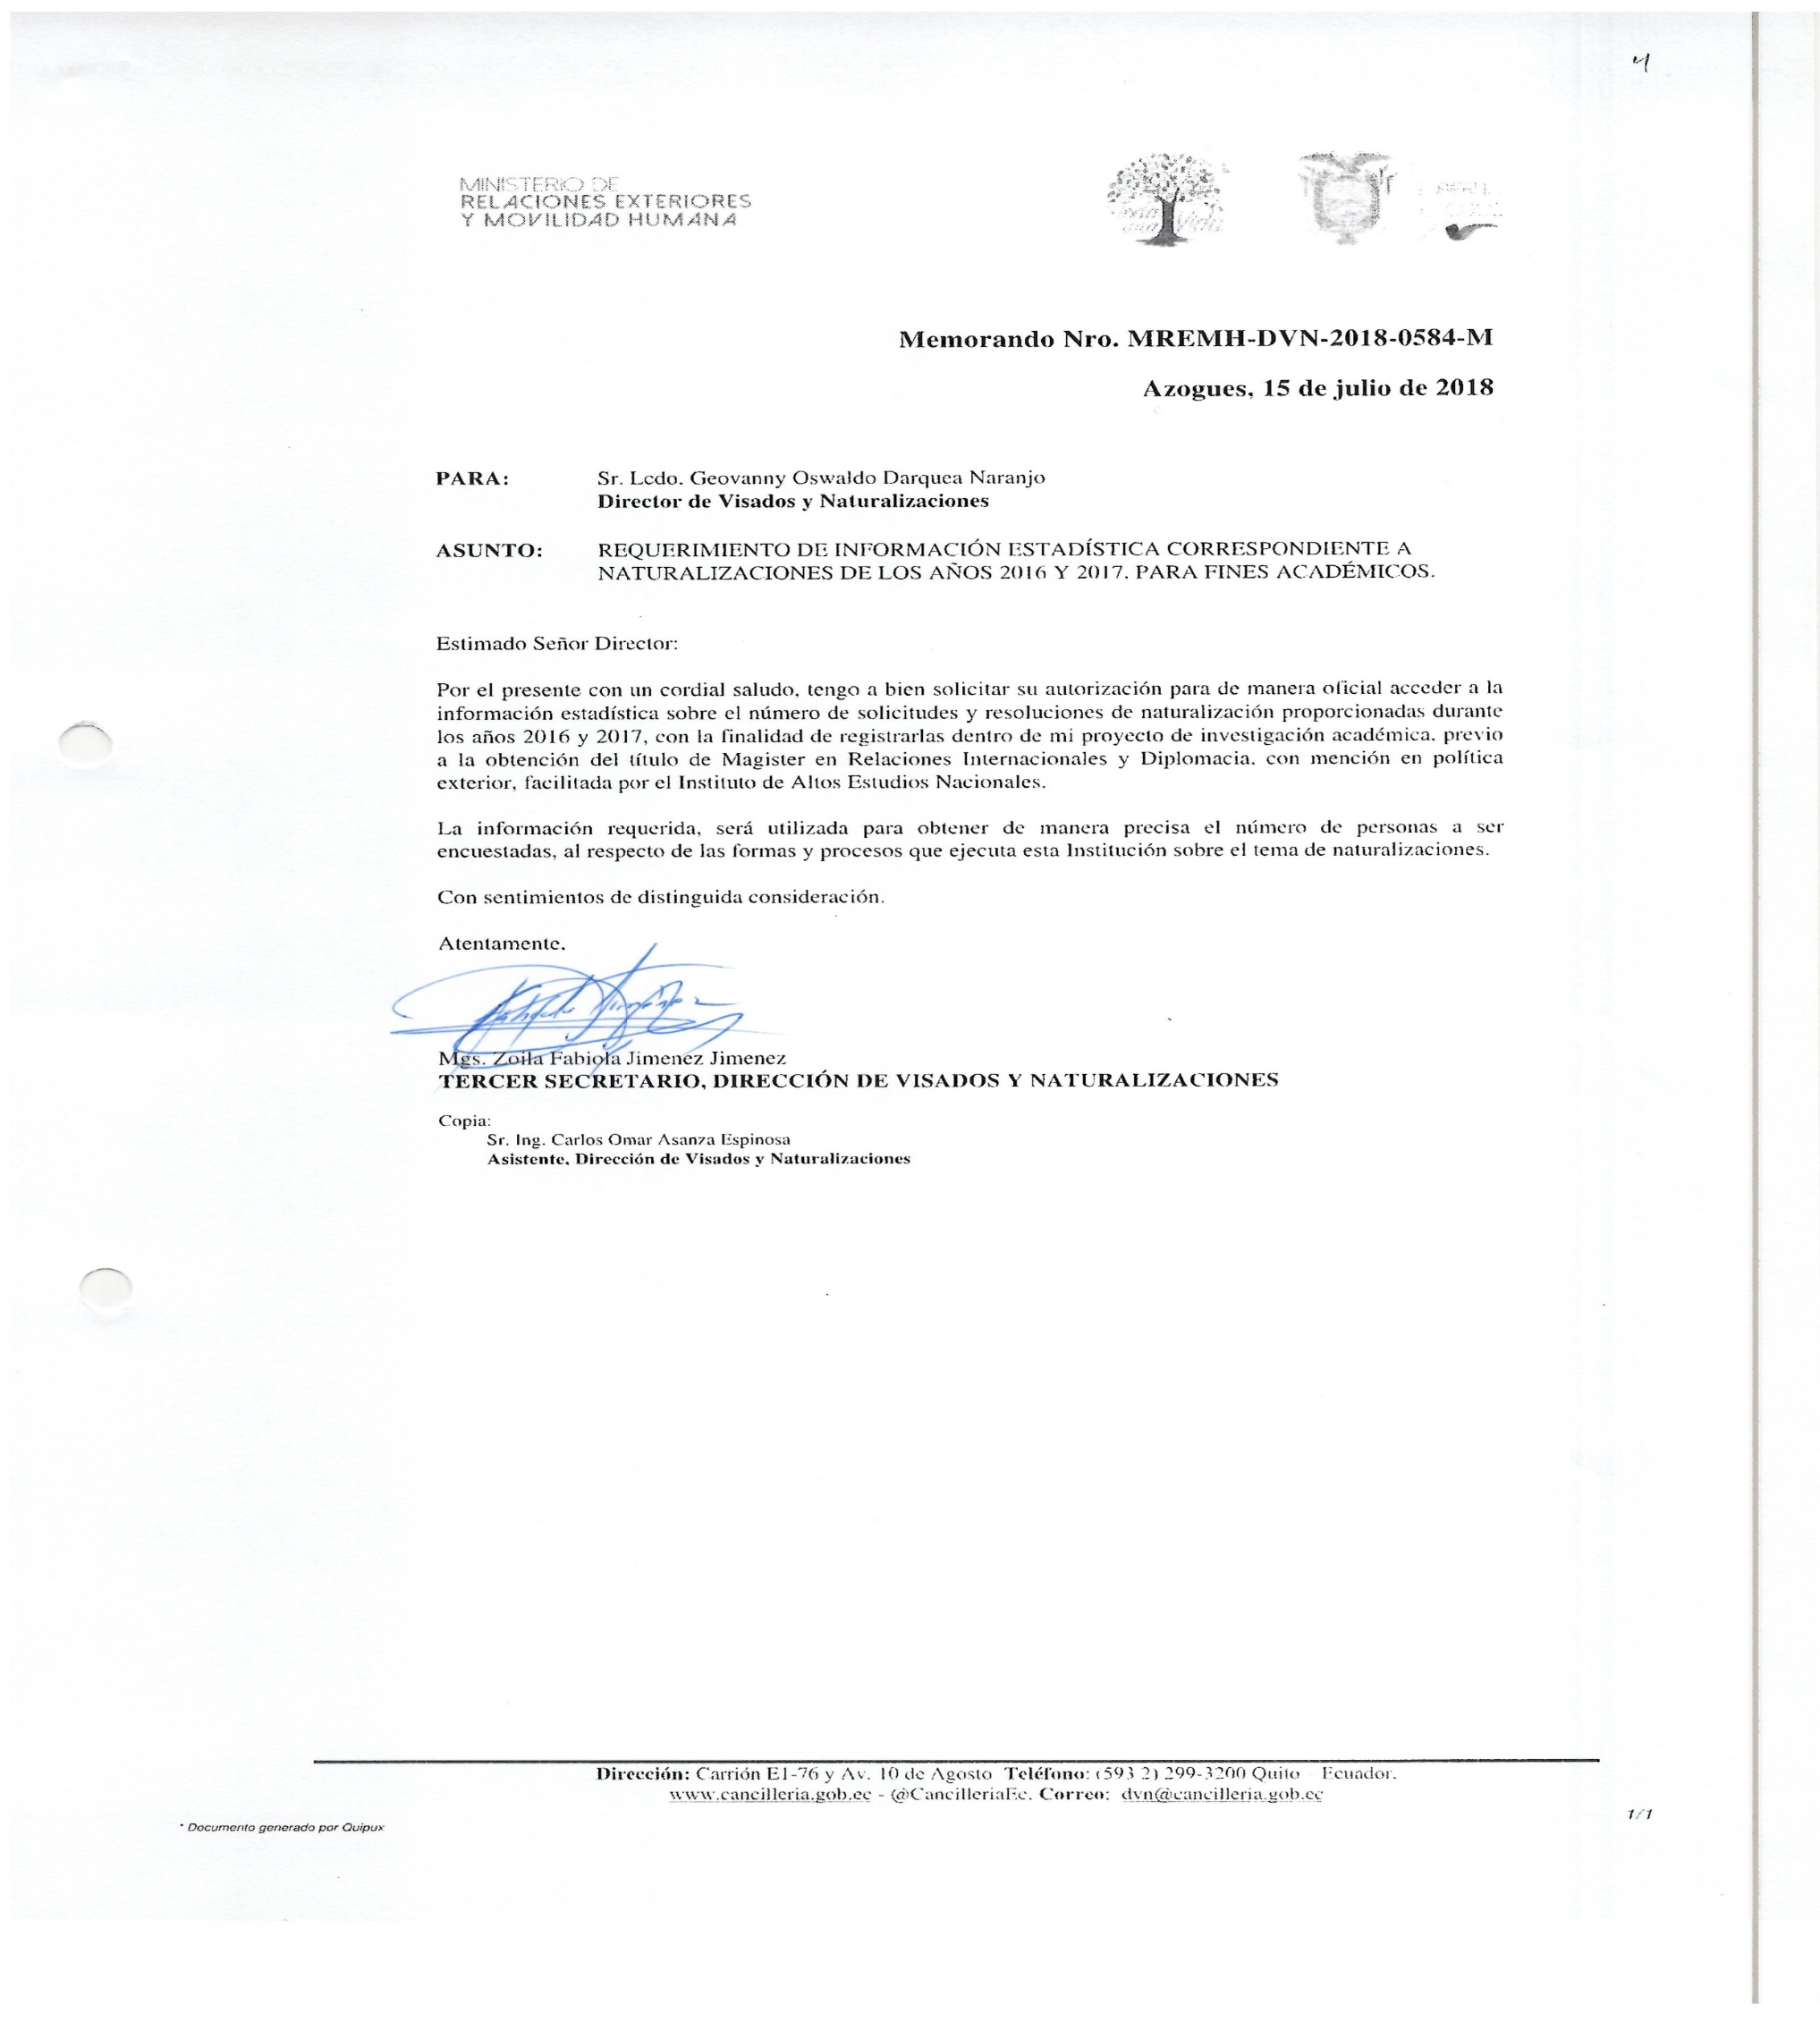 4
MINISTERIO DE
RELACIONES EXTERIORES
Y MOVILIDAD HUMANA
Memorando Nro. MREMH-DVN-2018-0584-M
Azogues, 15 de julio de 2018
PARA: Sr. Lcdo. Geovanny Oswaldo Darquea Naranjo
Director de Visados y Naturalizaciones
ASUNTO: REQUERIMIENTO DE INFORMACIÓN ESTADÍSTICA CORRESPONDIENTE A
NATURALIZACIONES DE LOS AÑOS 2016 Y 2017. PARA FINES ACADÉMICOS.
Estimado Señor Director:
Por el presente con un cordial saludo, tengo a bien solicitar su autorización para de manera oficial acceder a la
información estadística sobre el número de solicitudes y resoluciones de naturalización proporcionadas durante
los años 2016 y 2017, con la finalidad de registrarlas dentro de mi proyecto de investigación académica. previo
a la obtención del título de Magister en Relaciones Internacionales y Diplomacia. con mención en política
exterior, facilitada por el Instituto de Altos Estudios Nacionales.
La información requerida, será utilizada para obtener de manera precisa el número de personas a ser
encuestadas, al respecto de las formas y procesos que ejecuta esta Institución sobre el tema de naturalizaciones.
Con sentimientos de distinguida consideración.
Atentamente.
Mgs. Zoila Fabiola Jimenez Jimenez
TERCER SECRETARIO, DIRECCIÓN DE VISADOS Y NATURALIZACIONES
Copia:
Sr. Ing. Carlos Omar Asanza Espinosa
Asistente, Dirección de Visados y Naturalizaciones
Dirección: Carrión E1-76 y Av. 10 de Agosto Teléfono: (593 2) 299-3200 Quito Ecuador.
www.cancilleria.gob.ec - @CancilleriaEc. Correo: dvn@cancilleria.gob.ec
* Documento generado por Quipux
1/1